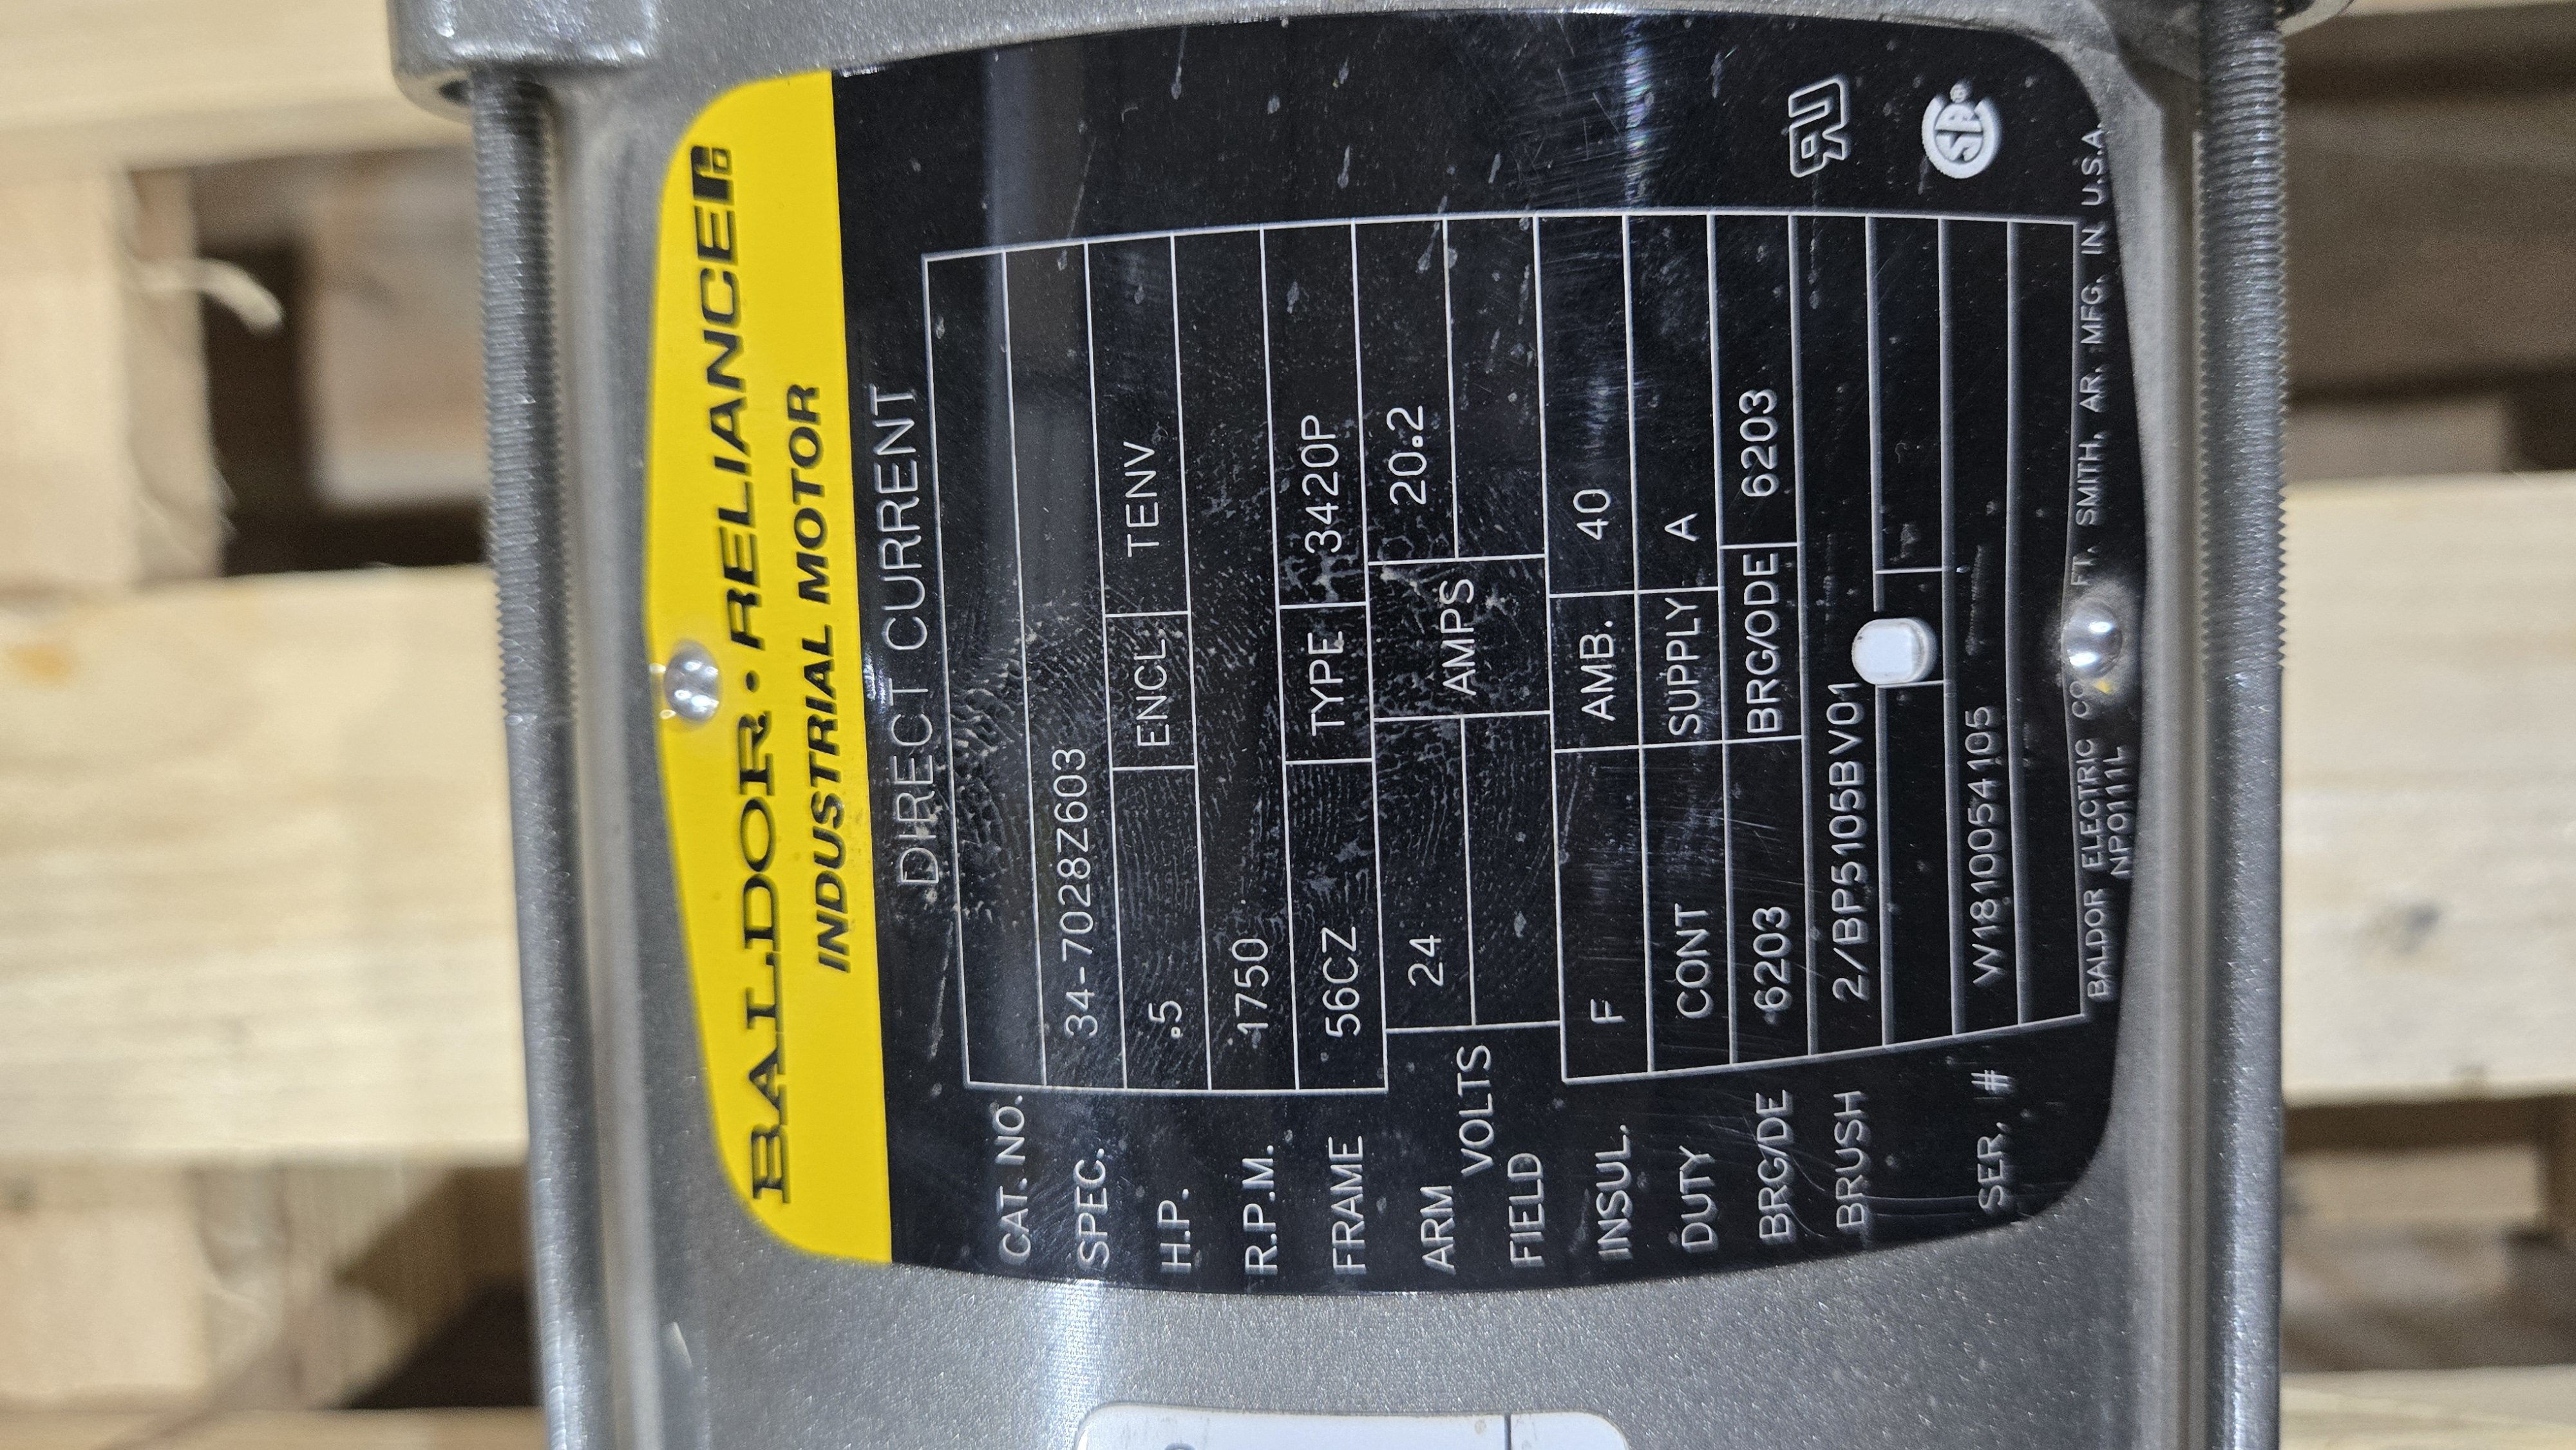 BALDOR • RELIANCE
INDUSTRIAL MOTOR
DIRECT CURRENT
CAT. NO.
SPEC. 34-7028Z603
H.P. .5 ENCL. TENV
R.P.M. 1750
FRAME 56CZ TYPE 3420P
ARM 24 20.2
VOLTS AMPS
FIELD
INSUL. F AMB. 40
DUTY CONT SUPPLY A
BRG/DE 6203 BRG/ODE 6203
BRUSH 2/BP5105BV01
SER. # W1810054105
BALDOR ELECTRIC CO. FT. SMITH, AR. MFG. IN U.S.A.
NP0111L